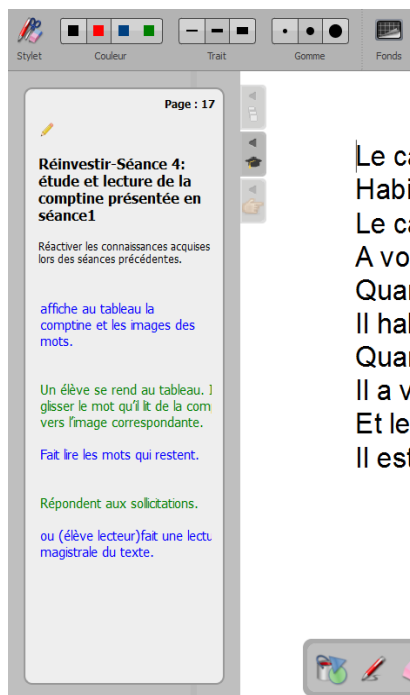 Stylet
Couleur
Trait
Gomme
Fonds
Page : 17
Réinvestir-Séance 4:
étude et lecture de la
comptine présentée en
séance1
Réactiver les connaissances acquises
lors des séances précédentes.
affiche au tableau la
comptine et les images des
mots.
Un élève se rend au tableau.
glisser le mot qu'il lit de la com
vers l'image correspondante.
Fait lire les mots qui restent.
Répondent aux sollicitations.
ou (élève lecteur)fait une lectu
magistrale du texte.
Le ca
Habi
Le ca
A vo
Quar
Il hal
Quar
Il a v
Et le
Il est